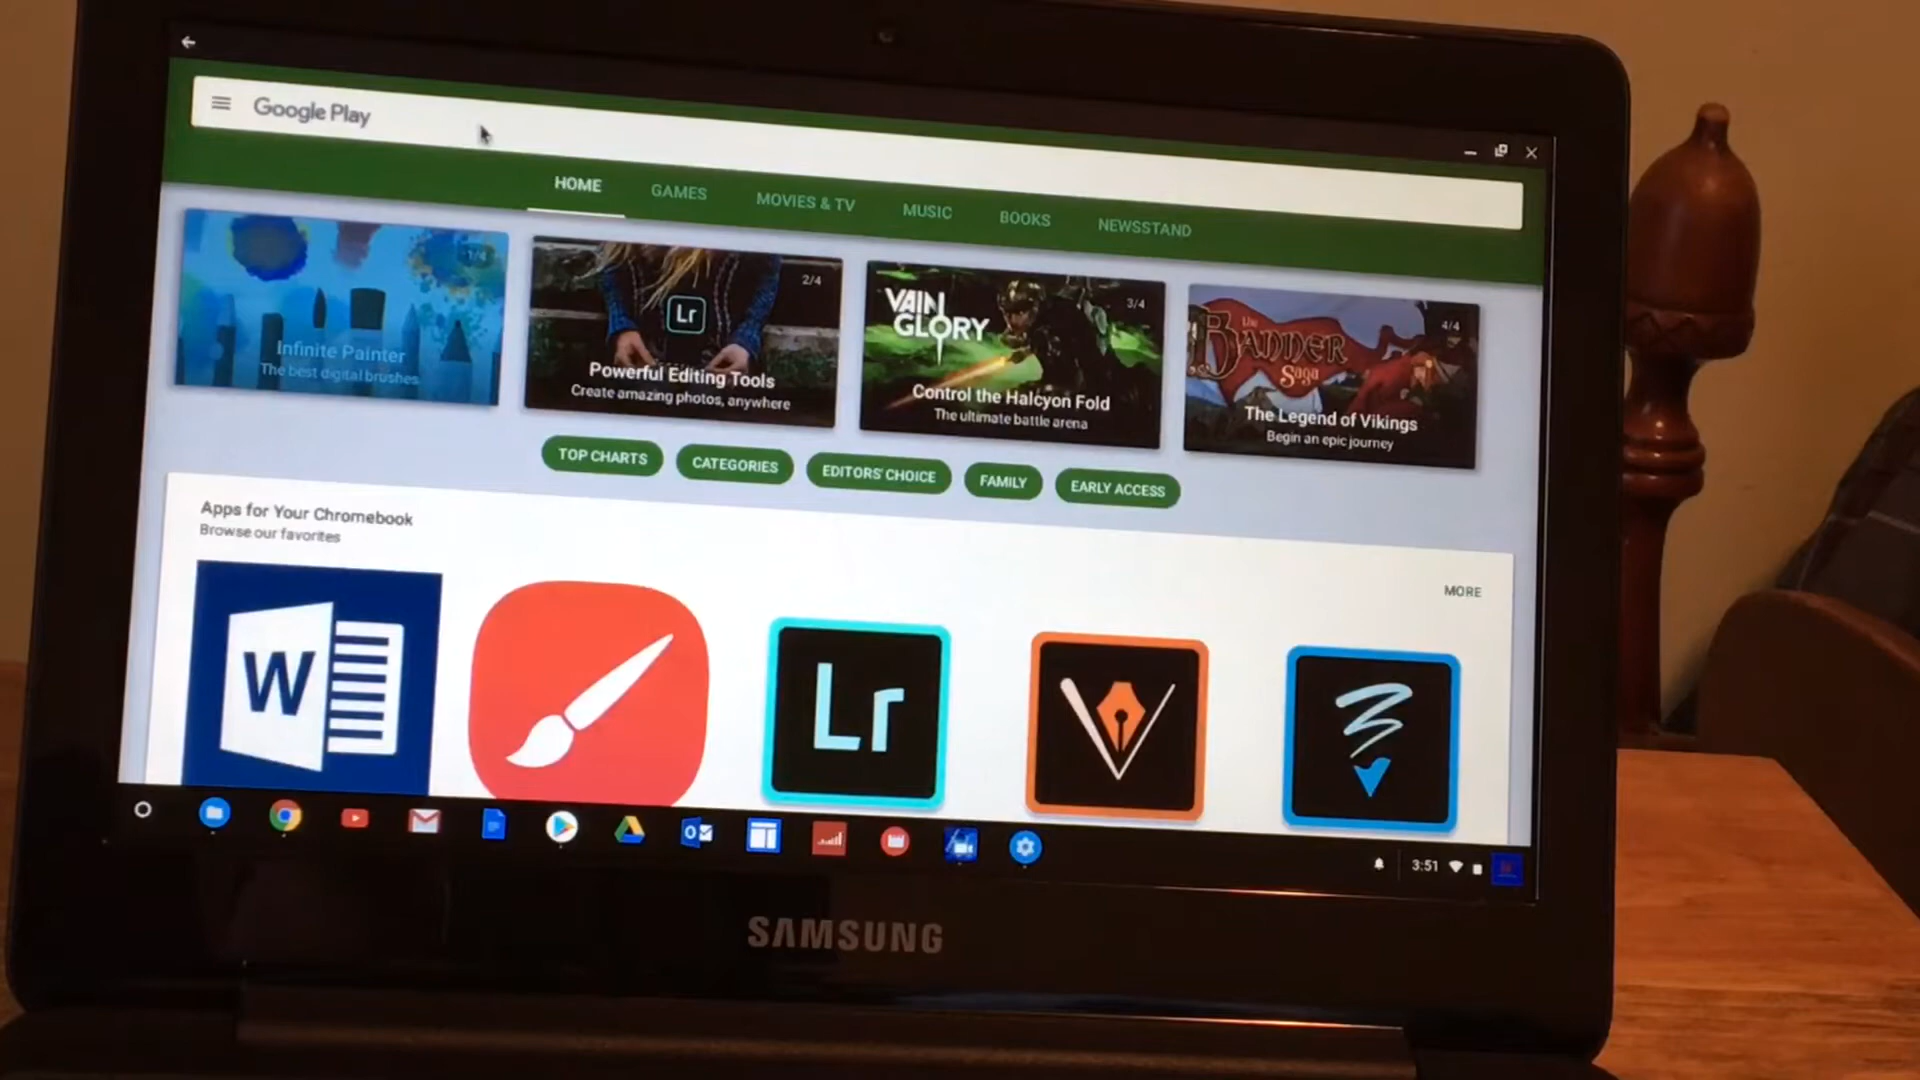 Google Play
HOME GAMES MOVIES & TV MUSIC BOOKS NEWSSTAND
1/4
Infinite Painter
The best digital brushes
2/4
Lr
Powerful Editing Tools
Create amazing photos, anywhere
3/4
VAIN
GLORY
Control the Halcyon Fold
The ultimate battle arena
4/4
the
BANNER
Saga
The Legend of Vikings
Begin an epic journey
TOP CHARTS CATEGORIES EDITORS' CHOICE FAMILY EARLY ACCESS
Apps for Your Chromebook
Browse our favorites
MORE
W
Lr
3:51
SAMSUNG